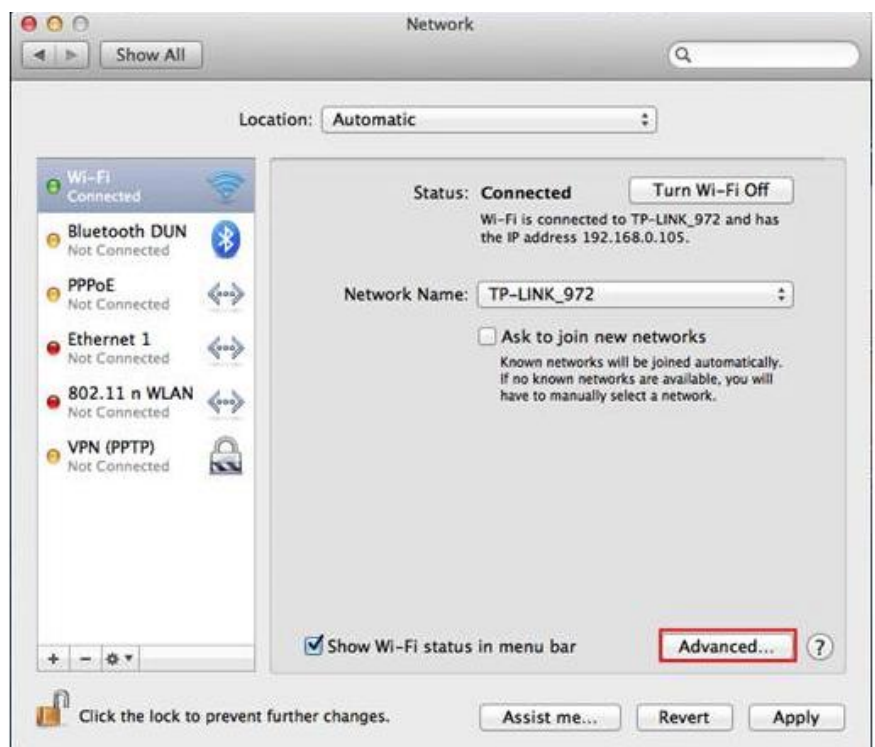 Network
Show All
Location: Automatic
Wi-Fi
Connected
Bluetooth DUN
Not Connected
PPPoE
Not Connected
Ethernet 1
Not Connected
802.11 n WLAN
Not Connected
VPN (PPTP)
Not Connected
Status: Connected Turn Wi-Fi Off
Wi-Fi is connected to TP-LINK_972 and has
the IP address 192.168.0.105.
Network Name: TP-LINK_972
Ask to join new networks
Known networks will be joined automatically.
If no known networks are available, you will
have to manually select a network.
Show Wi-Fi status in menu bar Advanced... ?
Click the lock to prevent further changes. Assist me... Revert Apply